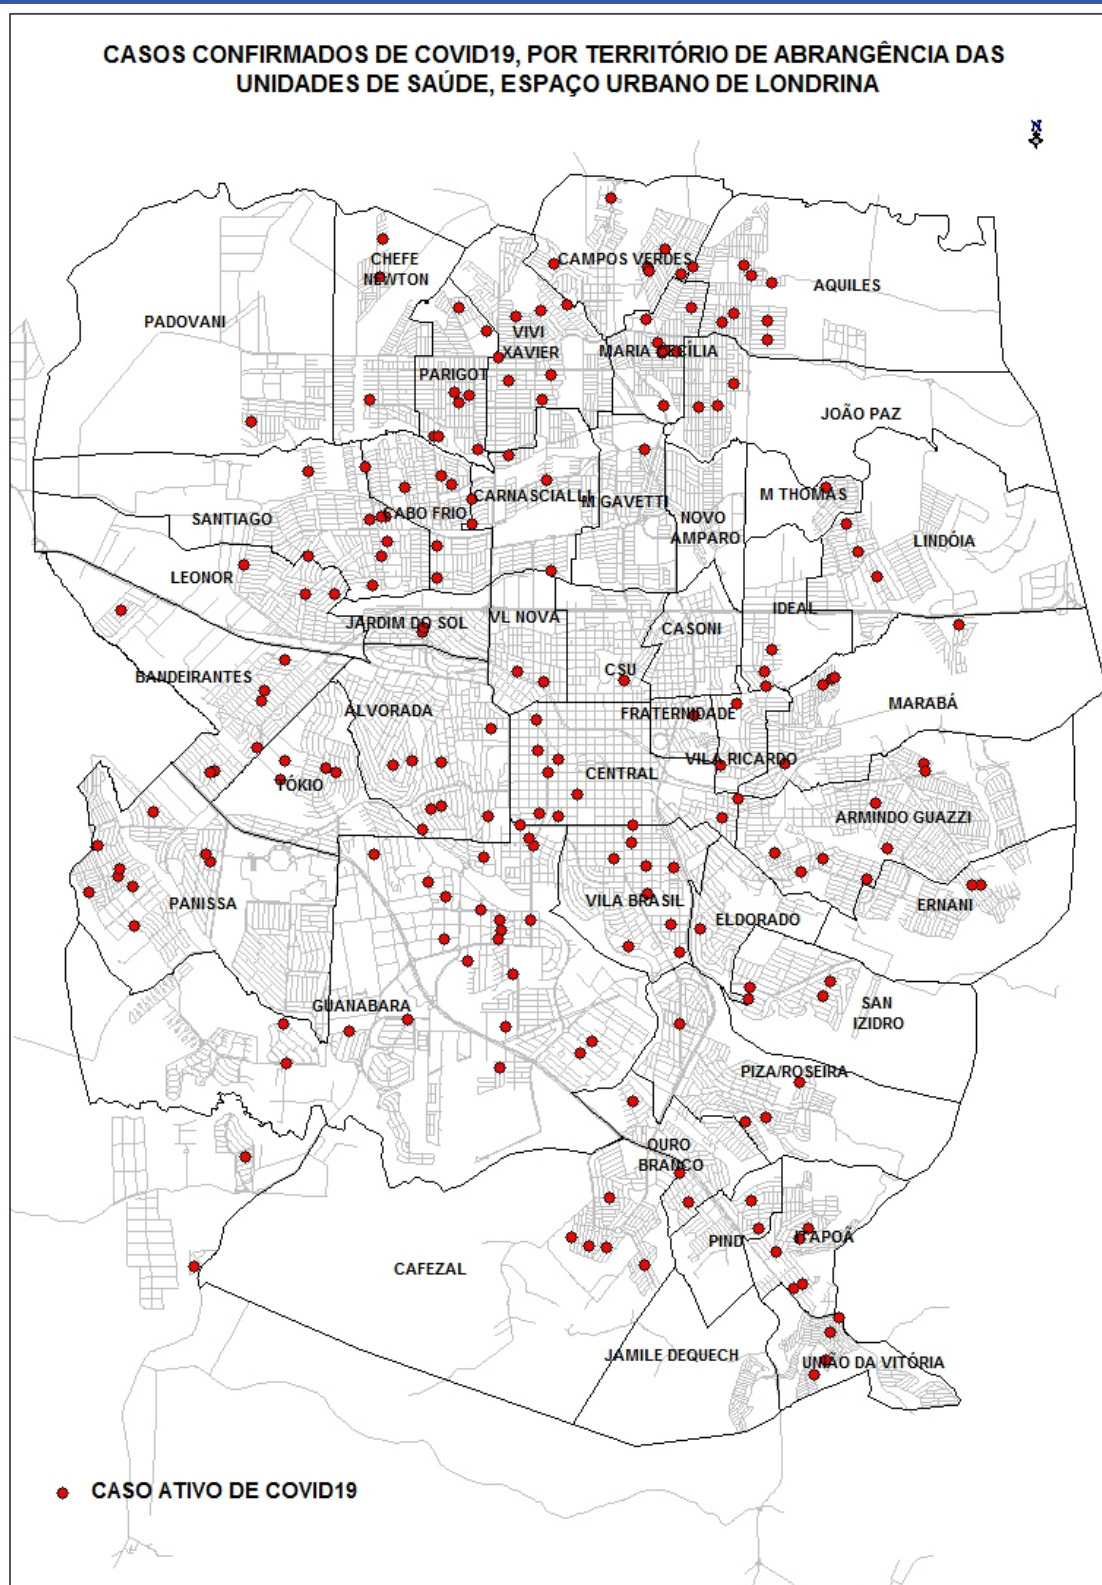 CASOS CONFIRMADOS DE COVID19, POR TERRITÓRIO DE ABRANGÊNCIA DAS
UNIDADES DE SAÚDE, ESPAÇO URBANO DE LONDRINA
N
CHEFE
NEWTON
CAMPOS VERDES
AQUILES
PADOVANI
VIVI
XAVIER
MARIA CECÍLIA
PARIGOT
JOÃO PAZ
CARNASCIALLI
M GAVETTI
M THOMAS
SANTIAGO
CABO FRIO
NOVO
AMPARO
LINDÓIA
LEONOR
JARDIM DO SOL
VL NOVA
CASONI
IDEAL
BANDEIRANTES
CSU
ALVORADA
FRATERNIDADE
MARABÁ
VILA RICARDO
CENTRAL
TÓKIO
ARMINDO GUAZZI
PANISSA
VILA BRASIL
ELDORADO
ERNANI
GUANABARA
SAN
IZIDRO
PIZA/ROSEIRA
OURO
BRANCO
PIND
ITAPOÃ
CAFEZAL
JAMILE DEQUECH
UNIÃO DA VITÓRIA
CASO ATIVO DE COVID19